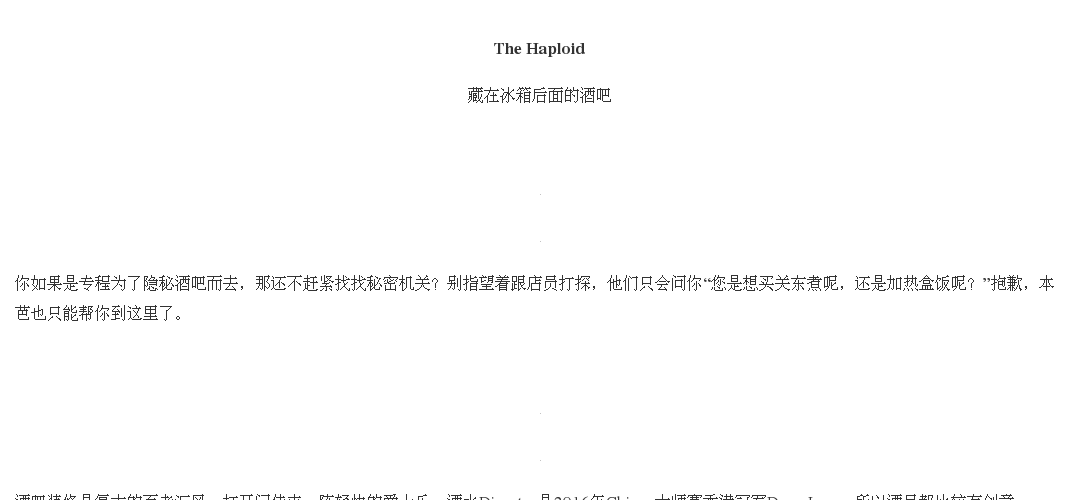 The Haploid
藏在冰箱后面的酒吧
你如果是专程为了隐秘酒吧而去，那还不赶紧找找秘密机关？别指望着跟店员打探，他们只会问你“您是想买关东煮呢，还是加热盒饭呢？”抱歉，本
芭也只能帮你到这里了。